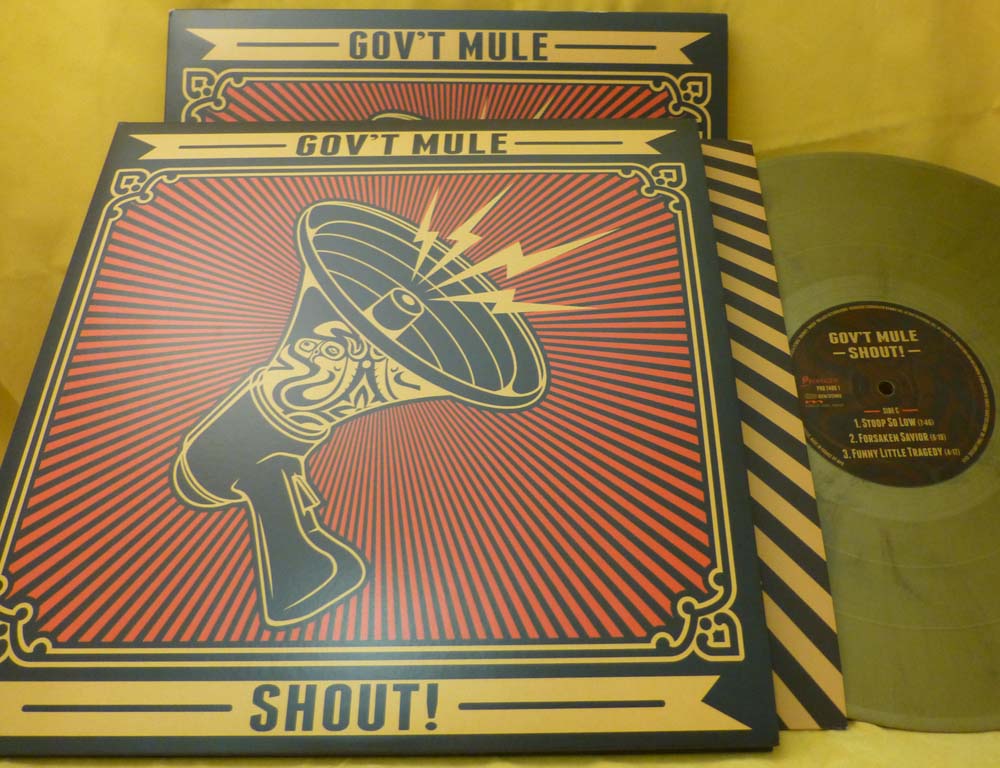 GOV'T MULE
GOV'T MULE
SHOUT!
GOV'T MULE
—SHOUT!—
SIDE C
1. STOOP SO LOW
2. FORSAKEN SAVIOR
3. FUNNY LITTLE TRAGEDY